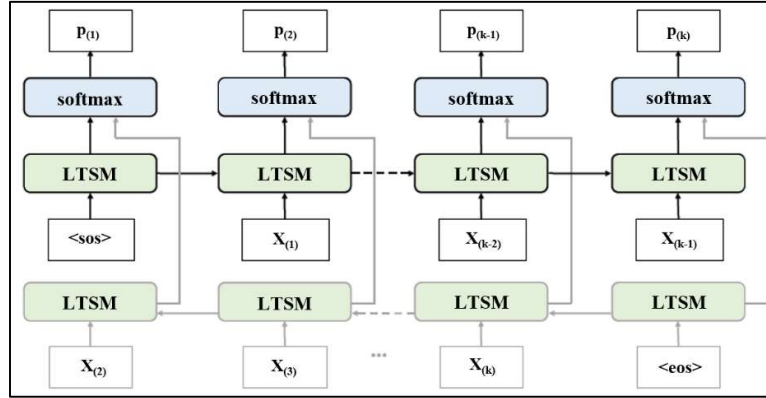 p(1) p(2) p(k-1) p(k)
softmax softmax softmax softmax
LTSM LTSM LTSM LTSM
<sos> X(1) X(k-2) X(k-1)
LTSM LTSM LTSM LTSM
X(2) X(3) ... X(k) <eos>